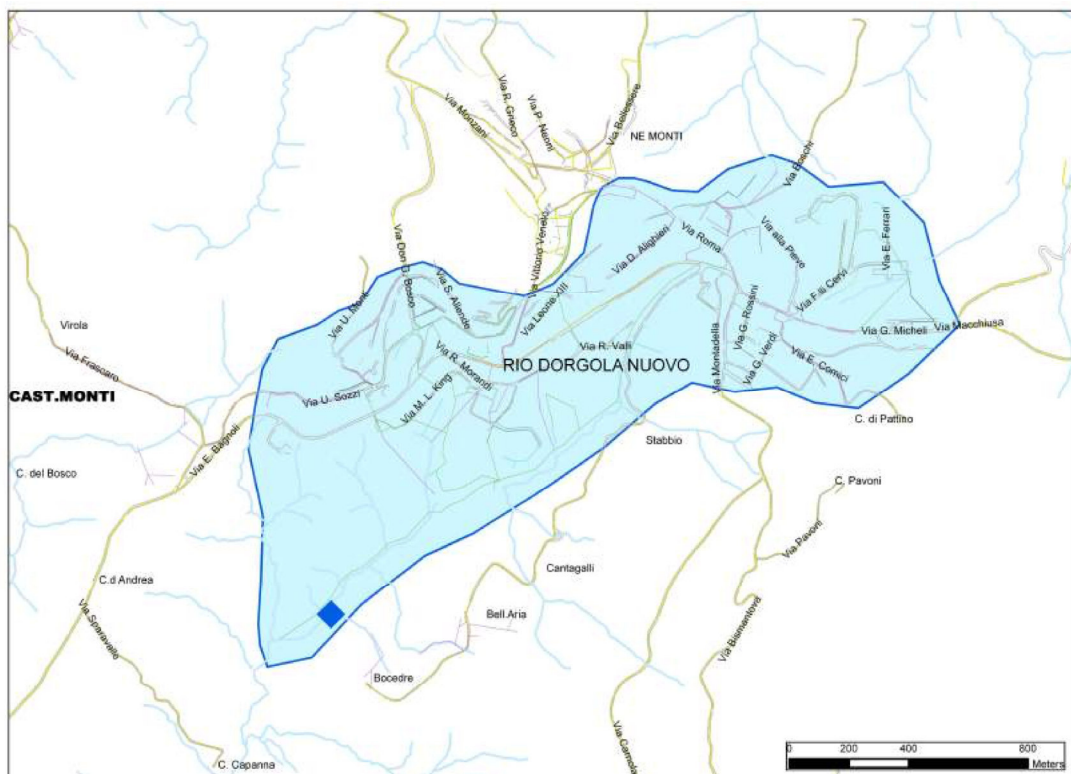 Via Monzani
Via R. Grieco
Via P. Nenni
Via Bellessere
NE MONTI
Via Boschi
Via Vittorio Veneto
Via D. Alighieri
Via Roma
Via alla Pieve
Via E. Ferrari
Via F.lli Cervi
Via Don G. Bosco
Via S. Allende
Via Leone XIII
Via U. Monti
Virola
Via Frascaro
Via R. Valli
Via G. Rossini
Via G. Micheli
Via Macchiusa
RIO DORGOLA NUOVO
Via Montadella
Via G. Verdi
Via E. Comici
CAST.MONTI
Via U. Sozzi
Via M. L. King
Via R. Morandi
C. di Pattino
Via E. Bagnoli
Stabbio
C. del Bosco
C. Pavoni
Via Pavoni
C.d Andrea
Cantagalli
Bell.Aria
Via Sparavalle
Via Bismantova
Bocedre
Via Carnola
C. Capanna
0 200 400 800
Meters